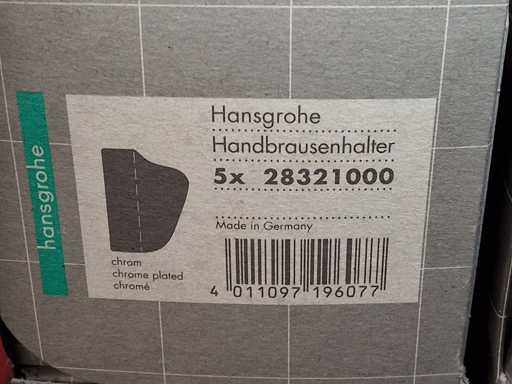 hansgrohe
Hansgrohe
Handbrausenhalter
5x 28321000
Made in Germany
chrom
chrome plated
chromé
4 011097 196077